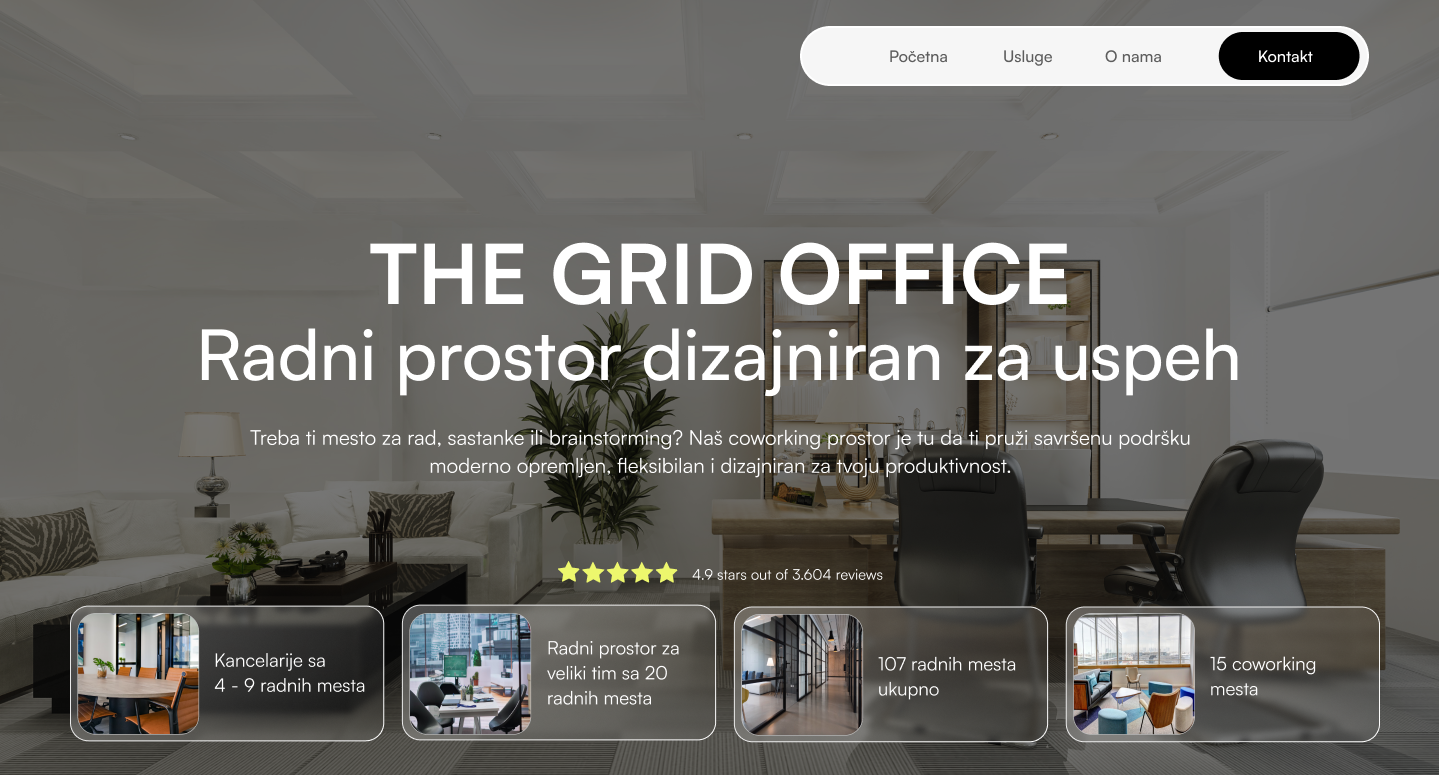 Početna
Usluge
O nama
Kontakt
THE GRID OFFICE
Radni prostor dizajniran za uspeh
Treba ti mesto za rad, sastanke ili brainstorming? Naš coworking prostor je tu da ti pruži savršenu podršku
moderno opremljen, fleksibilan i dizajniran za tvoju produktivnost.
4.9 stars out of 3.604 reviews
Kancelarije sa
4 - 9 radnih mesta
Radni prostor za
veliki tim sa 20
radnih mesta
107 radnih mesta
ukupno
15 coworking
mesta